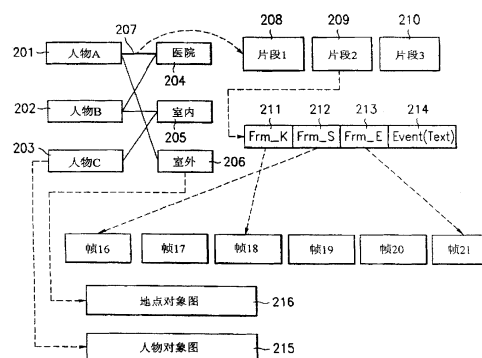 207
208
209
210
201
人物A
医院
片段1
片段2
片段3
204
202
人物B
室内
211
212
213
214
205
203
Frm_K
Frm_S
Frm_E
Event(Text)
人物C
室外
206
帧16
帧17
帧18
帧19
帧20
帧21
地点对象图
216
人物对象图
215